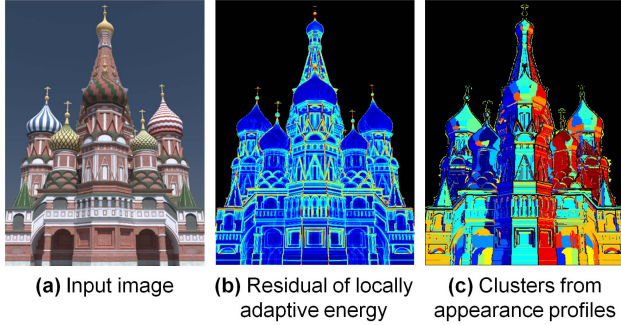 (a) Input image
(b) Residual of locally
adaptive energy
(c) Clusters from
appearance profiles